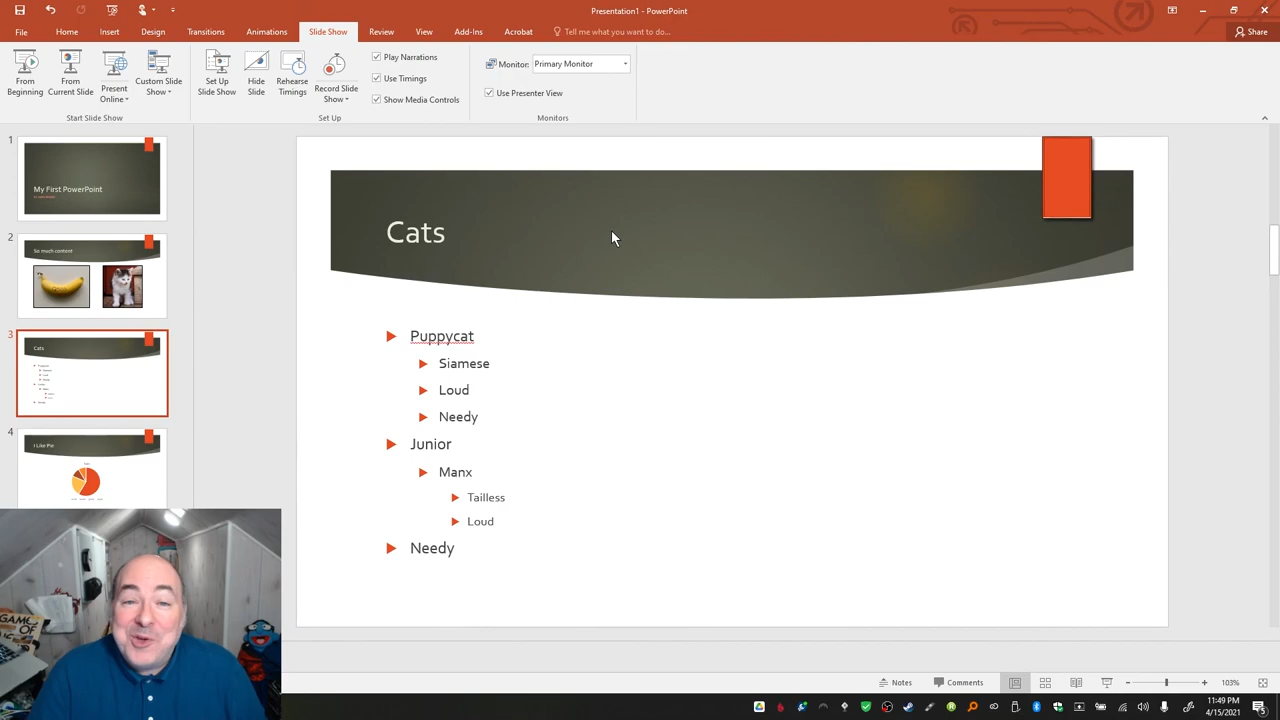 Presentation1 - PowerPoint
File Home Insert Design Transitions Animations Slide Show Review View Add-Ins Acrobat Tell me what you want to do... Share
From Beginning
From Current Slide
Present Online
Custom Slide Show
Set Up Slide Show
Hide Slide
Rehearse Timings
Record Slide Show
Play Narrations
Use Timings
Show Media Controls
Monitor: Primary Monitor
Use Presenter View
Start Slide Show
Set Up
Monitors
1
My First PowerPoint
2
So much content
3
Cats
4
I Like Pie
Cats
Puppycat
Siamese
Loud
Needy
Junior
Manx
Tailless
Loud
Needy
Notes Comments 103%
11:49 PM
4/15/2021